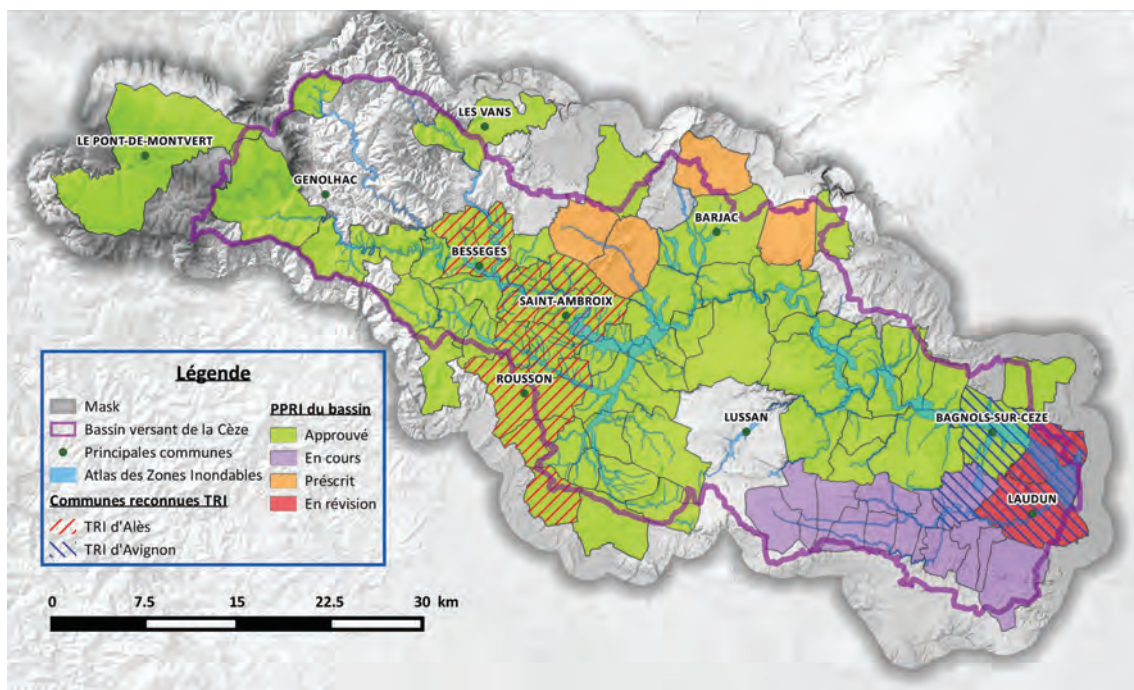 LES VANS
LE PONT-DE-MONTVERT
GENOLHAC
BARJAC
BESSEGES
SAINT-AMBROIX
ROUSSON
LUSSAN
BAGNOLS-SUR-CEZE
LAUDUN
Légende
Mask
Bassin versant de la Cèze
Principales communes
Atlas des Zones Inondables
Communes reconnues TRI
TRI d'Alès
TRI d'Avignon
PPRI du bassin
Approuvé
En cours
Préscrit
En révision
0 7.5 15 22.5 30 km